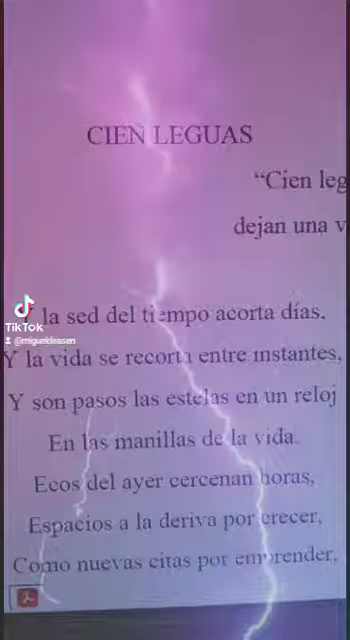 CIEN LEGUAS
“Cien leg
dejan una v
Y la sed del tiempo acorta días.
Y la vida se recorta entre instantes,
Y son pasos las estelas en un reloj
En las manillas de la vida.
Ecos del ayer cercenan horas,
Espacios a la deriva por crecer,
Como nuevas citas por emprender,
TikTok
@migueldeasen